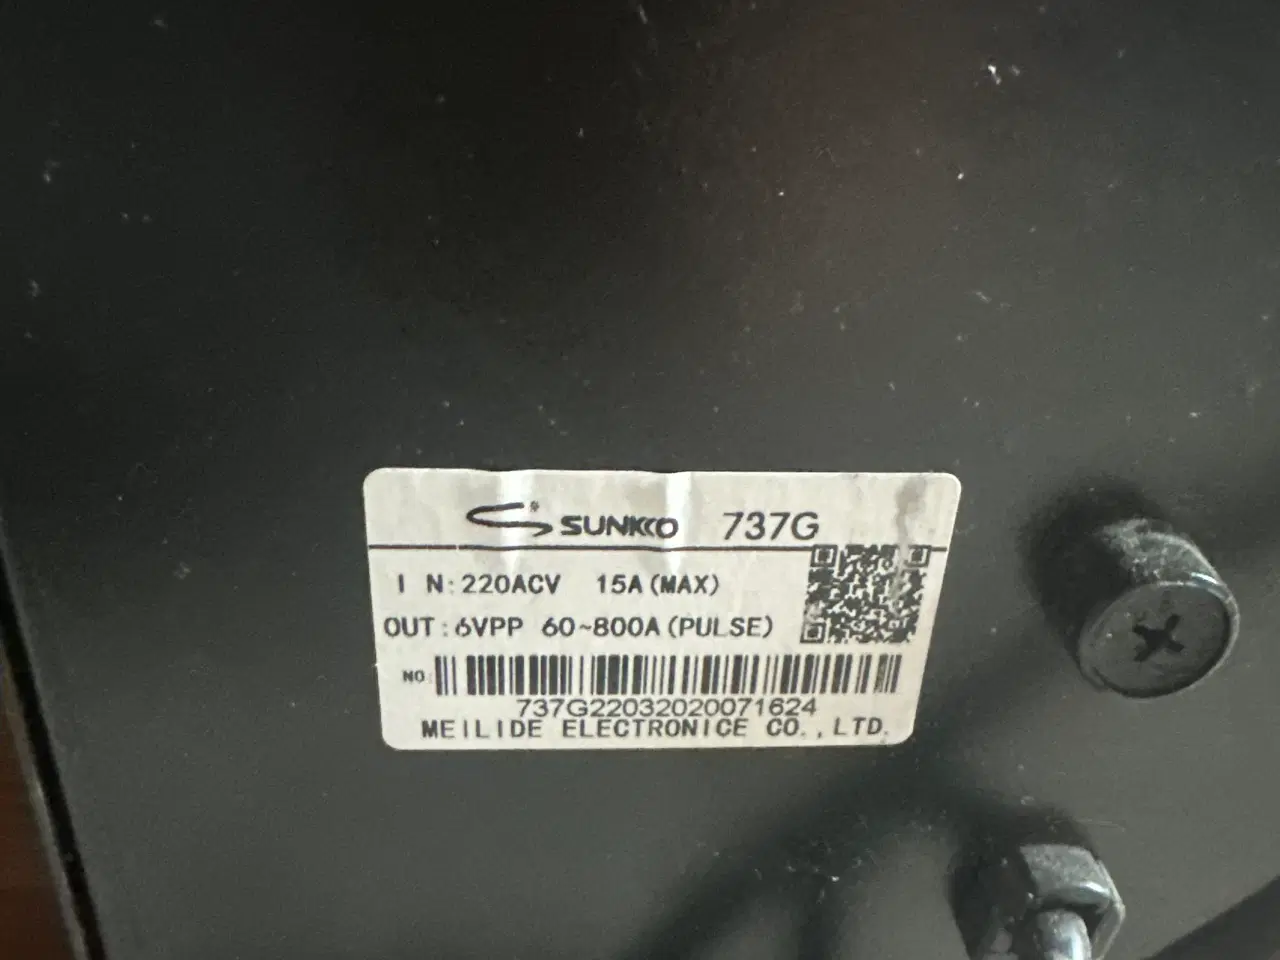 SUNKKO 737G
I N: 220ACV 15A (MAX)
OUT: 6VPP 60~800A (PULSE)
NO:
737G22032020071624
MEILIDE ELECTRONICE CO., LTD.